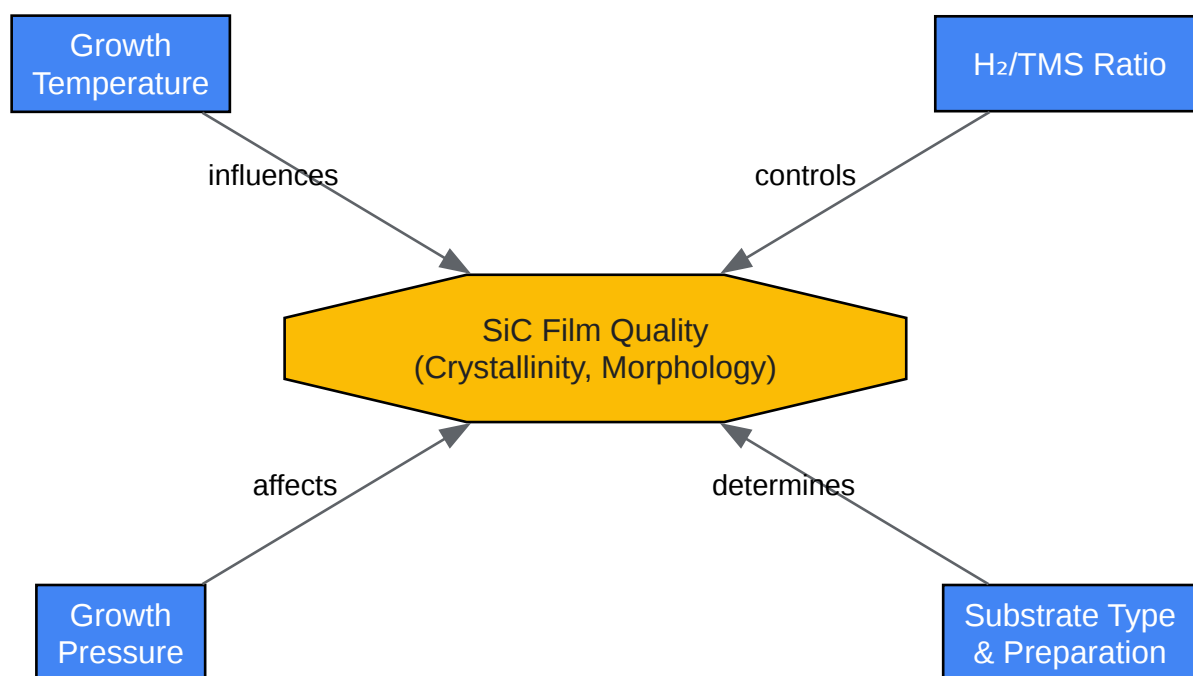 Growth
Temperature
H₂/TMS Ratio
influences
controls
SiC Film Quality
(Crystallinity, Morphology)
affects
determines
Growth
Pressure
Substrate Type
& Preparation